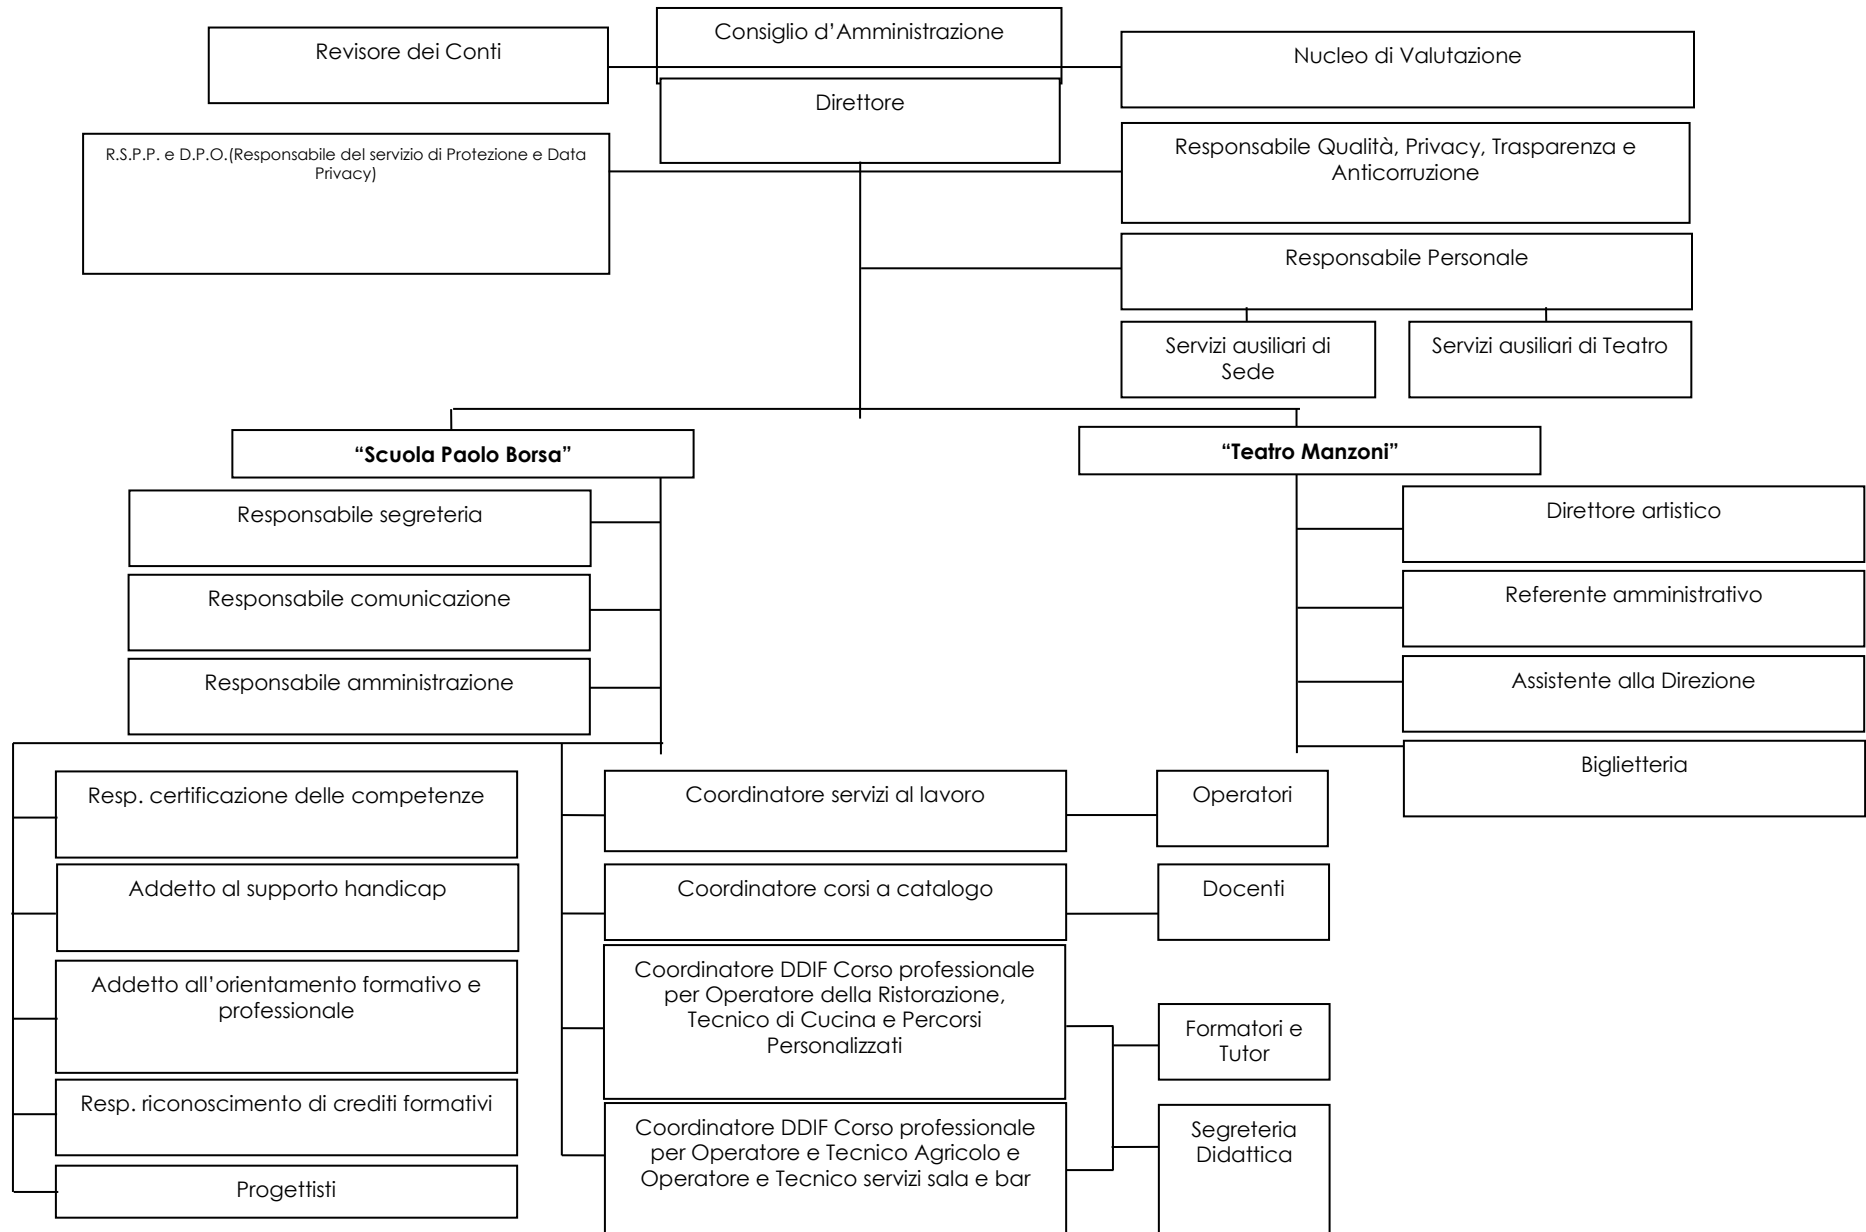 Consiglio d’Amministrazione
Revisore dei Conti
Nucleo di Valutazione
Direttore
R.S.P.P. e D.P.O.(Responsabile del servizio di Protezione e Data
Privacy)
Responsabile Qualità, Privacy, Trasparenza e
Anticorruzione
Responsabile Personale
Servizi ausiliari di
Sede
Servizi ausiliari di Teatro
“Scuola Paolo Borsa”
“Teatro Manzoni”
Responsabile segreteria
Responsabile comunicazione
Responsabile amministrazione
Direttore artistico
Referente amministrativo
Assistente alla Direzione
Biglietteria
Resp. certificazione delle competenze
Addetto al supporto handicap
Addetto all’orientamento formativo e
professionale
Resp. riconoscimento di crediti formativi
Progettisti
Coordinatore servizi al lavoro
Operatori
Coordinatore corsi a catalogo
Docenti
Coordinatore DDIF Corso professionale
per Operatore della Ristorazione,
Tecnico di Cucina e Percorsi
Personalizzati
Formatori e
Tutor
Coordinatore DDIF Corso professionale
per Operatore e Tecnico Agricolo e
Operatore e Tecnico servizi sala e bar
Segreteria
Didattica